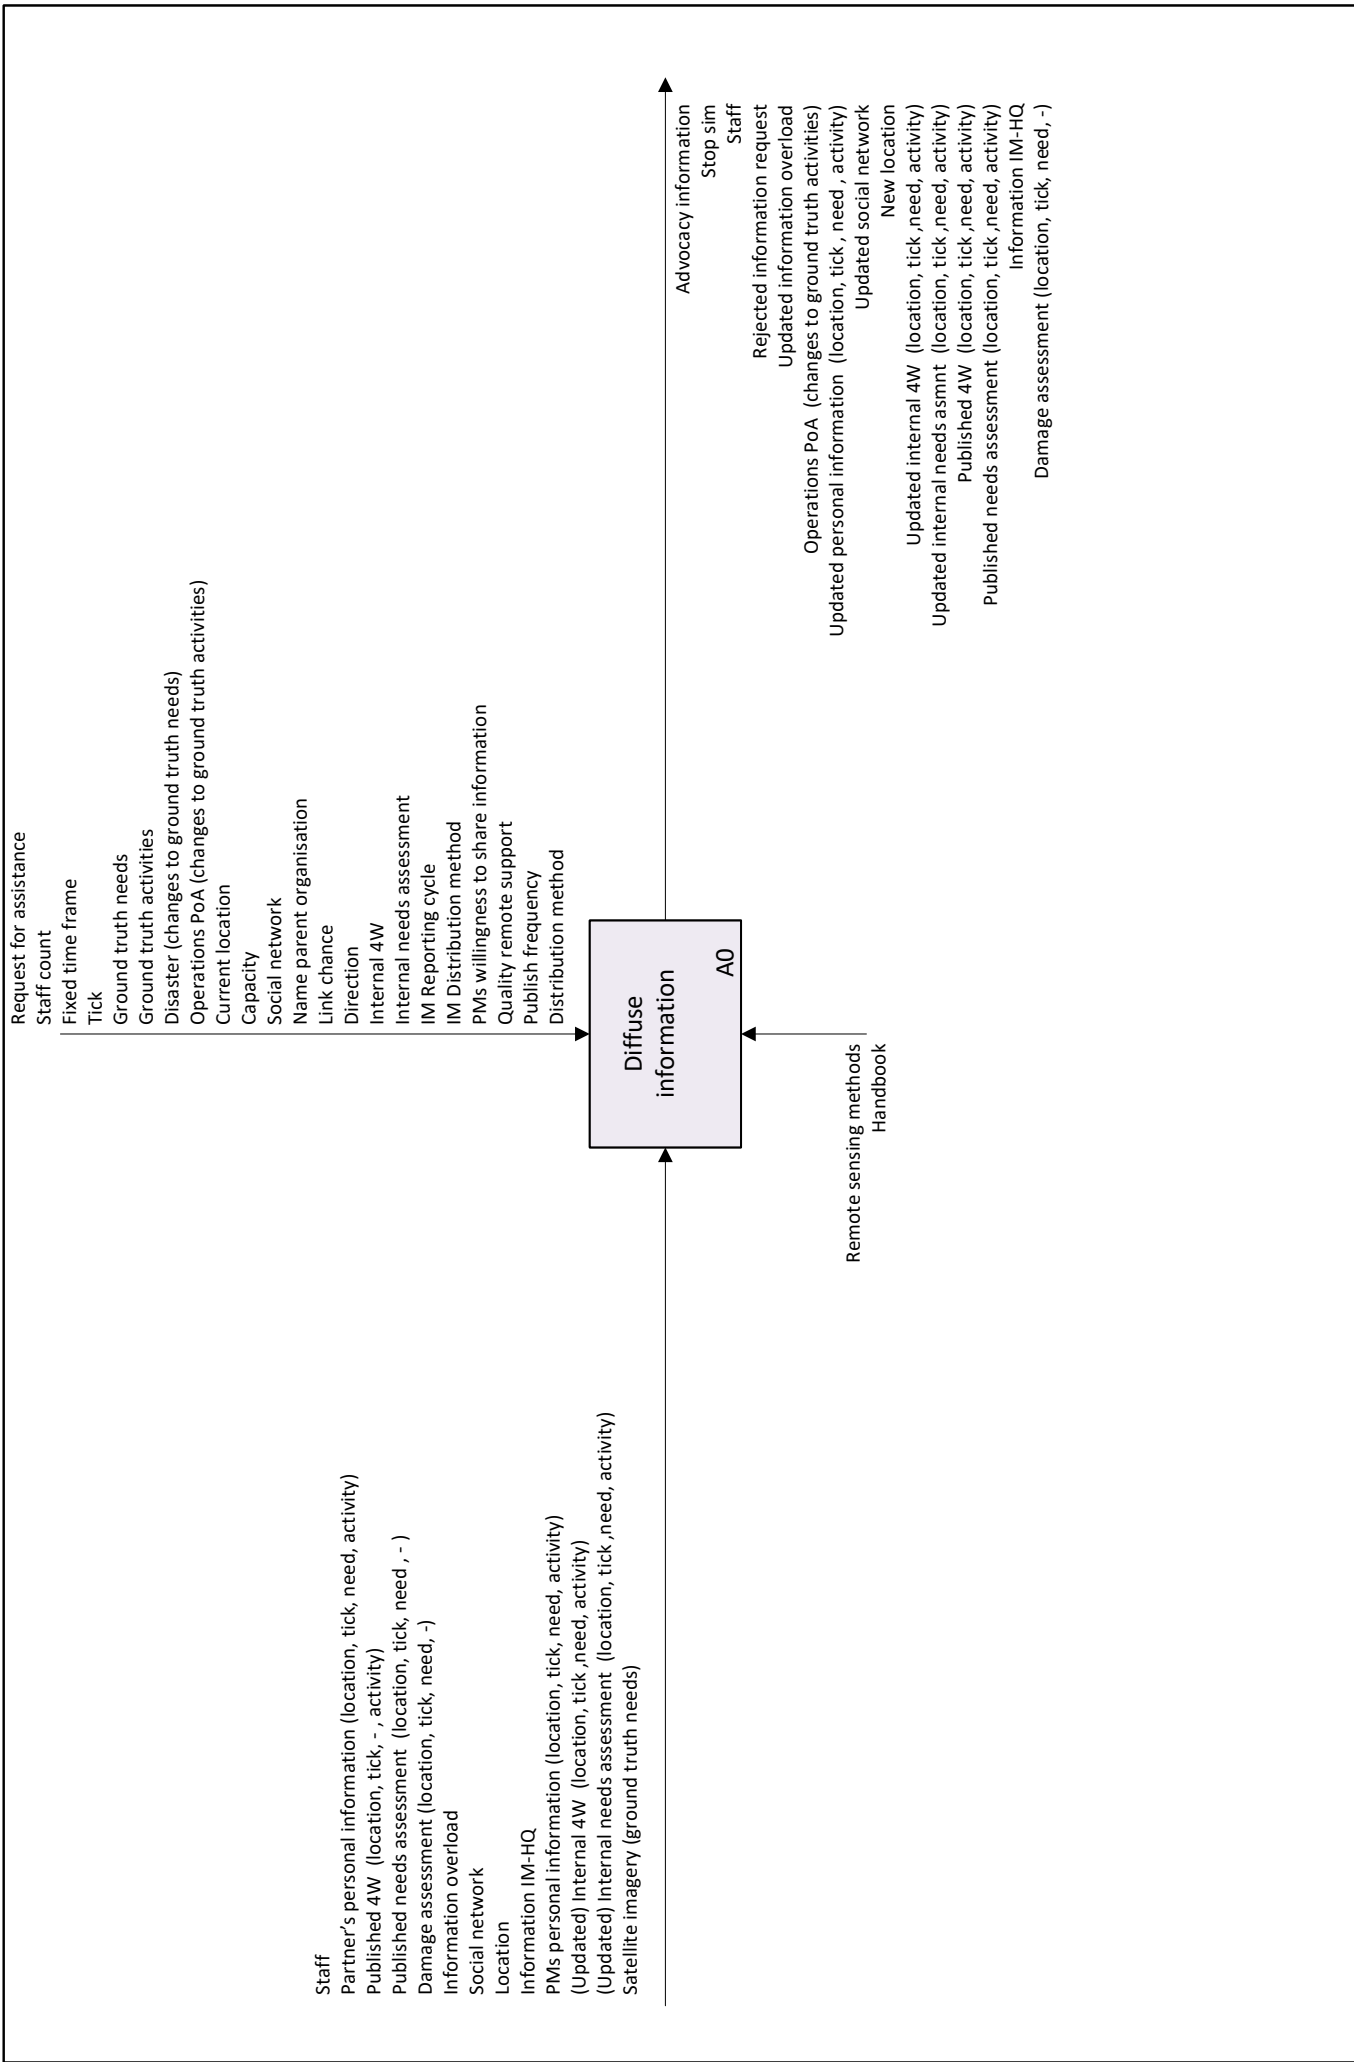 Request for assistance
Staff count
Fixed time frame
Tick
Ground truth needs
Ground truth activities
Disaster (changes to ground truth needs)
Operations PoA (changes to ground truth activities)
Current location
Capacity
Social network
Name parent organisation
Link chance
Direction
Internal 4W
Internal needs assessment
IM Reporting cycle
IM Distribution method
PMs willingness to share information
Quality remote support
Publish frequency
Distribution method
Staff
Partner’s personal information (location, tick, need, activity)
Published 4W (location, tick, - , activity)
Published needs assessment (location, tick, need , - )
Damage assessment (location, tick, need, -)
Information overload
Social network
Location
Information IM-HQ
PMs personal information (location, tick, need, activity)
(Updated) Internal 4W (location, tick ,need, activity)
(Updated) Internal needs assessment (location, tick ,need, activity)
Satellite imagery (ground truth needs)
Diffuse
information
A0
Advocacy information
Stop sim
Staff
Rejected information request
Updated information overload
Operations PoA (changes to ground truth activities)
Updated personal information (location, tick , need , activity)
Updated social network
New location
Updated internal 4W (location, tick ,need, activity)
Updated internal needs asmnt (location, tick ,need, activity)
Published 4W (location, tick ,need, activity)
Published needs assessment (location, tick ,need, activity)
Information IM-HQ
Damage assessment (location, tick, need, -)
Remote sensing methods
Handbook